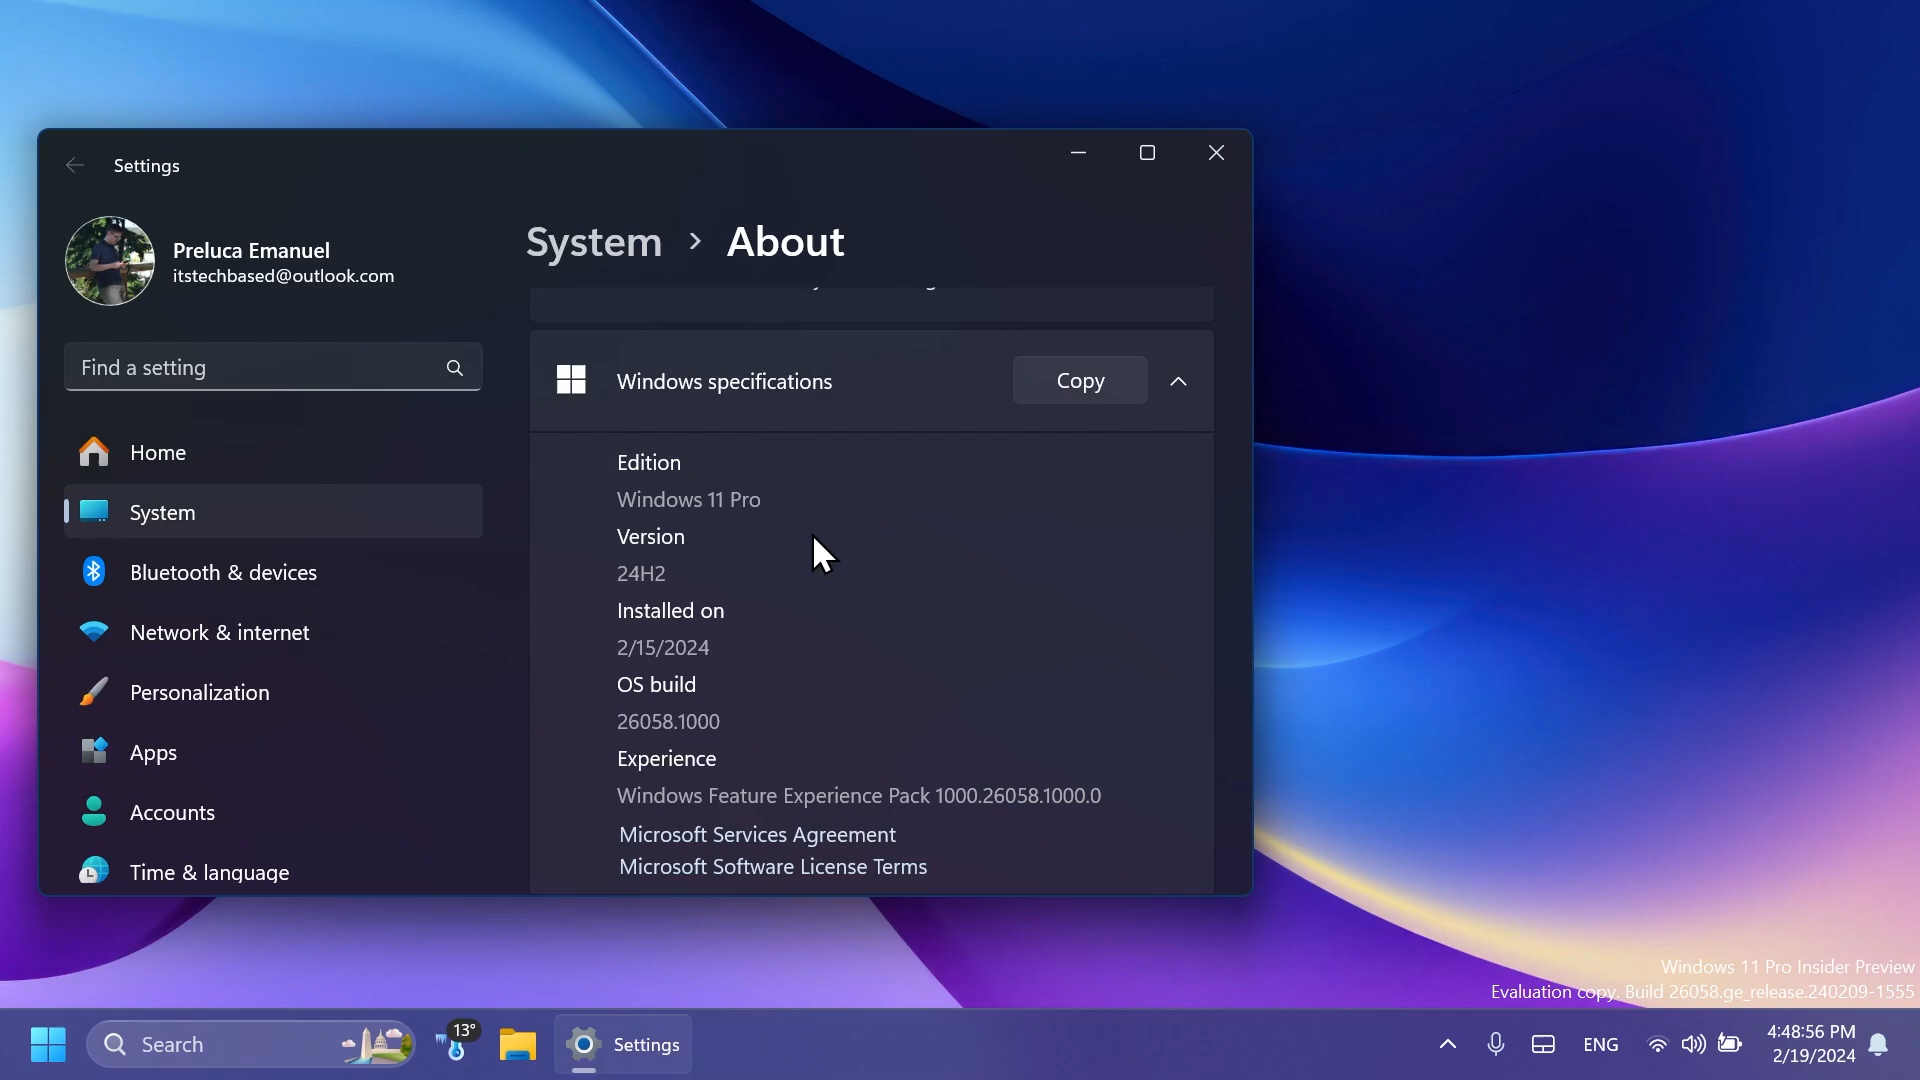 Settings
Preluca Emanuel
itstechbased@outlook.com
Find a setting
Home
System
Bluetooth & devices
Network & internet
Personalization
Apps
Accounts
Time & language
System > About
Windows specifications
Copy
Edition
Windows 11 Pro
Version
24H2
Installed on
2/15/2024
OS build
26058.1000
Experience
Windows Feature Experience Pack 1000.26058.1000.0
Microsoft Services Agreement
Microsoft Software License Terms
Windows 11 Pro Insider Preview
Evaluation copy. Build 26058.ge_release.240209-1555
Search
13°
Settings
ENG
4:48:56 PM
2/19/2024